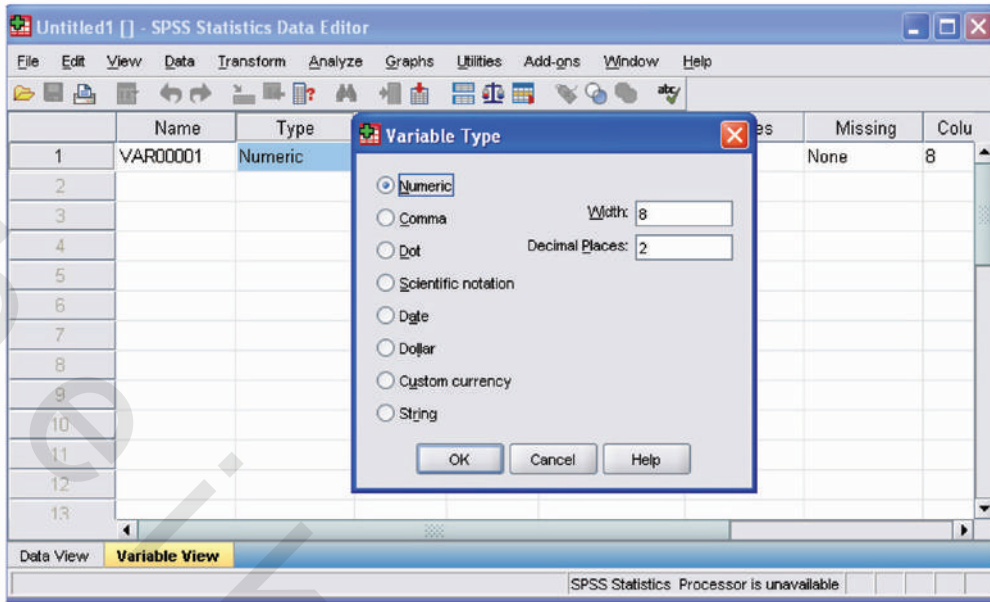 Untitled1 [] - SPSS Statistics Data Editor
File Edit View Data Transform Analyze Graphs Utilities Add-ons Window Help
Name Type es Missing Colu
1 VAR00001 Numeric None 8
2
3
4
5
6
7
8
9
10
11
12
13
Variable Type
Numeric
Comma
Dot
Scientific notation
Date
Dollar
Custom currency
String
Width: 8
Decimal Places: 2
OK Cancel Help
Data View Variable View
SPSS Statistics Processor is unavailable